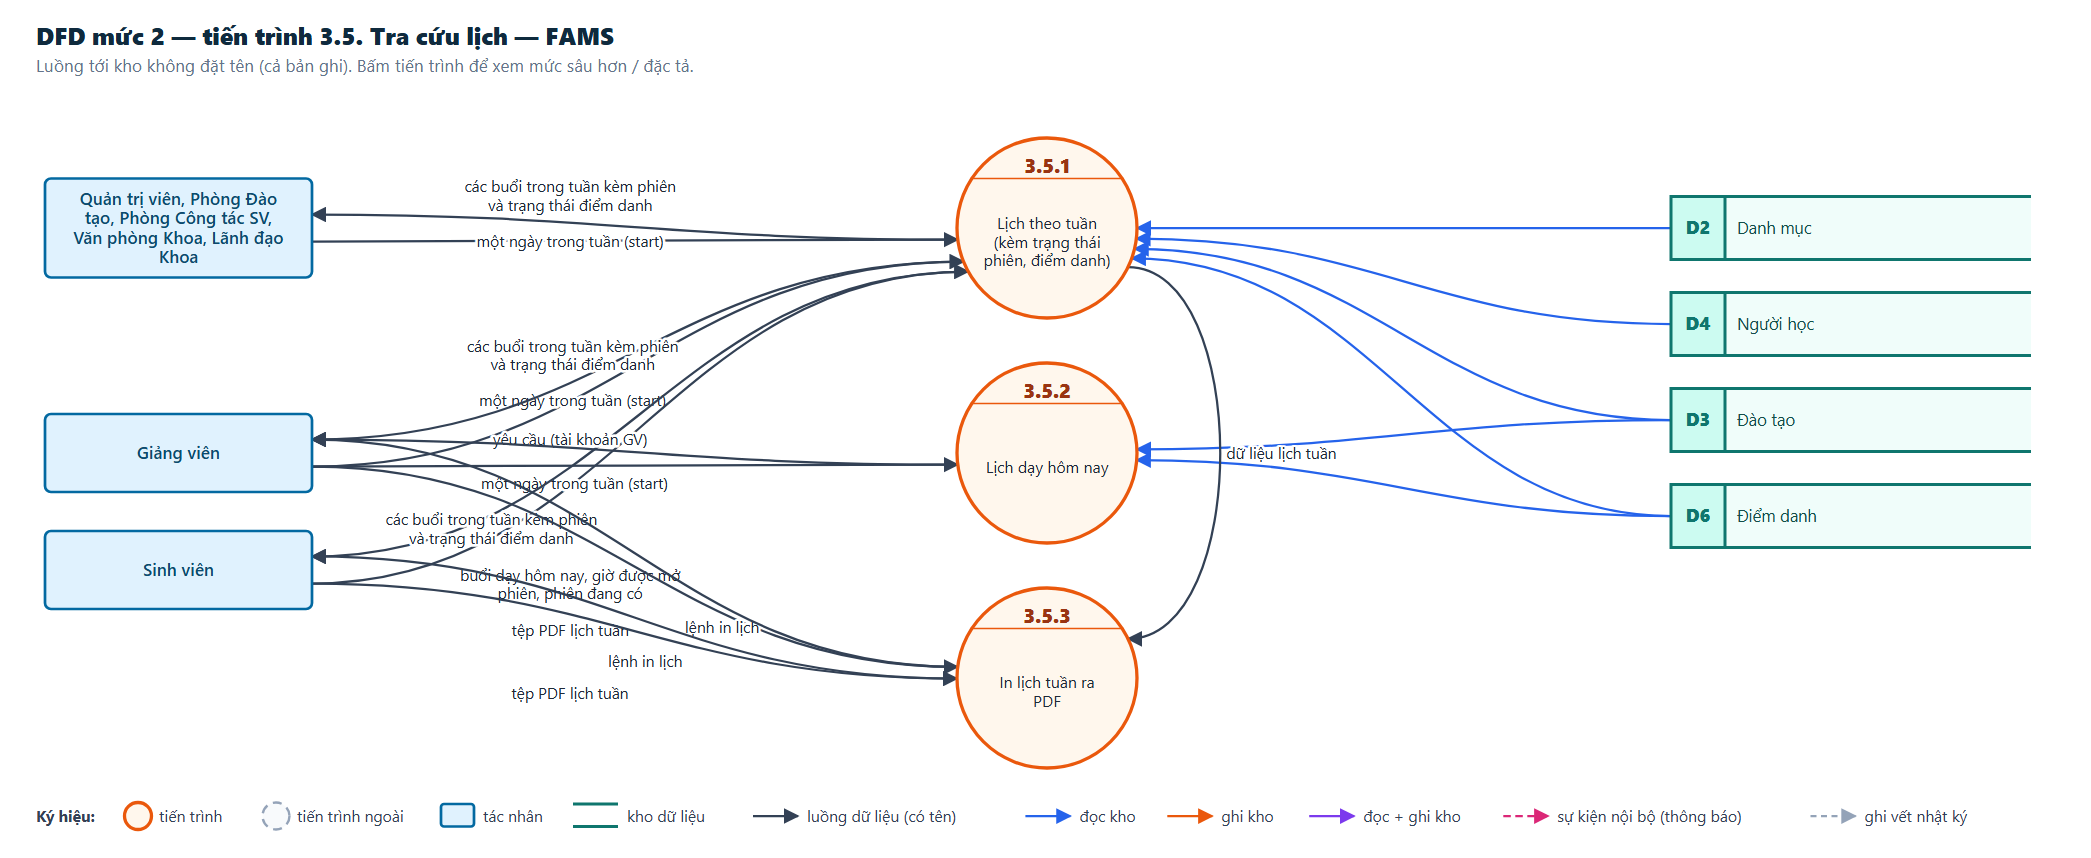 DFD mức 2 — tiến trình 3.5. Tra cứu lịch — FAMS
Luồng tới kho không đặt tên (cả bản ghi). Bấm tiến trình để xem mức sâu hơn / đặc tả.
Quản trị viên, Phòng Đào
tạo, Phòng Công tác SV,
Văn phòng Khoa, Lãnh đạo
Khoa
Giảng viên
Sinh viên
các buổi trong tuần kèm phiên
và trạng thái điểm danh
một ngày trong tuần (start)
các buổi trong tuần kèm phiên
và trạng thái điểm danh
một ngày trong tuần (start)
yêu cầu (tài khoản GV)
một ngày trong tuần (start)
các buổi trong tuần kèm phiên
và trạng thái điểm danh
buổi dạy hôm nay, giờ được mở
phiên, phiên đang có
tệp PDF lịch tuần
lệnh in lịch
lệnh in lịch
tệp PDF lịch tuần
3.5.1
Lịch theo tuần
(kèm trạng thái
phiên, điểm danh)
3.5.2
Lịch dạy hôm nay
3.5.3
In lịch tuần ra
PDF
dữ liệu lịch tuần
D2 Danh mục
D4 Người học
D3 Đào tạo
D6 Điểm danh
Ký hiệu: tiến trình tiến trình ngoài tác nhân kho dữ liệu luồng dữ liệu (có tên) đọc kho ghi kho đọc + ghi kho sự kiện nội bộ (thông báo) ghi vết nhật ký